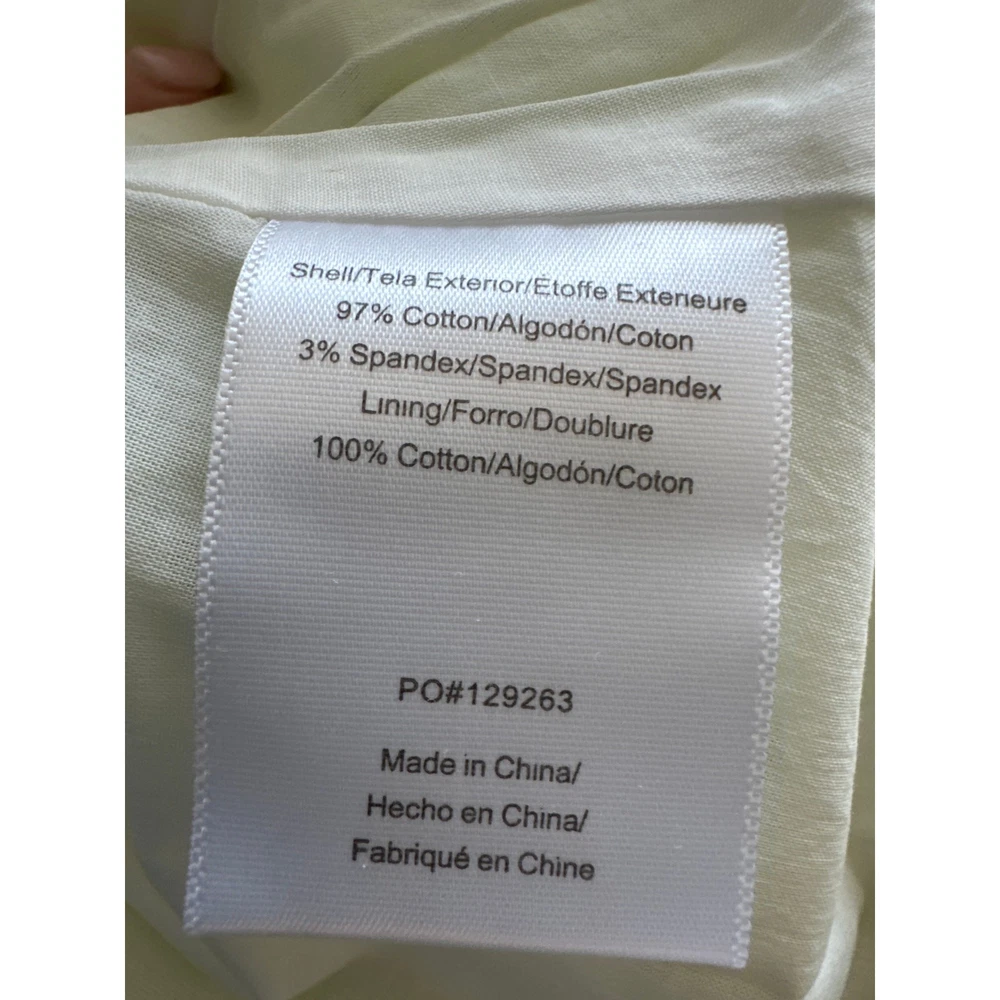 Shell/Tela Exterior/Étoffe Exterieure
97% Cotton/Algodón/Coton
3% Spandex/Spandex/Spandex
Lining/Forro/Doublure
100% Cotton/Algodón/Coton
PO#129263
Made in China/
Hecho en China/
Fabriqué en Chine